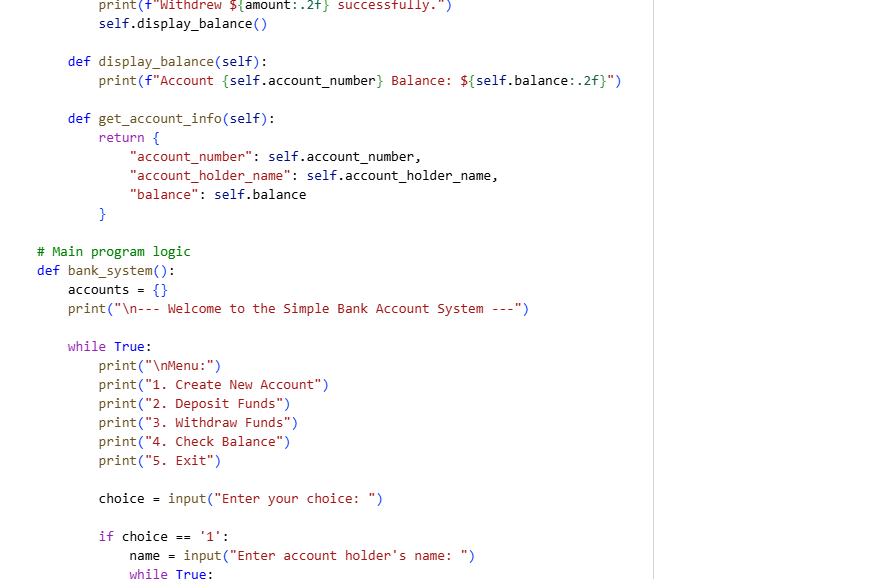 print(f"Withdrew ${amount:.2f} successfully.")
self.display_balance()
def display_balance(self):
print(f"Account {self.account_number} Balance: ${self.balance:.2f}")
def get_account_info(self):
return {
"account_number": self.account_number,
"account_holder_name": self.account_holder_name,
"balance": self.balance
}
# Main program logic
def bank_system():
accounts = {}
print("\n--- Welcome to the Simple Bank Account System ---")
while True:
print("\nMenu:")
print("1. Create New Account")
print("2. Deposit Funds")
print("3. Withdraw Funds")
print("4. Check Balance")
print("5. Exit")
choice = input("Enter your choice: ")
if choice == '1':
name = input("Enter account holder's name: ")
while True: